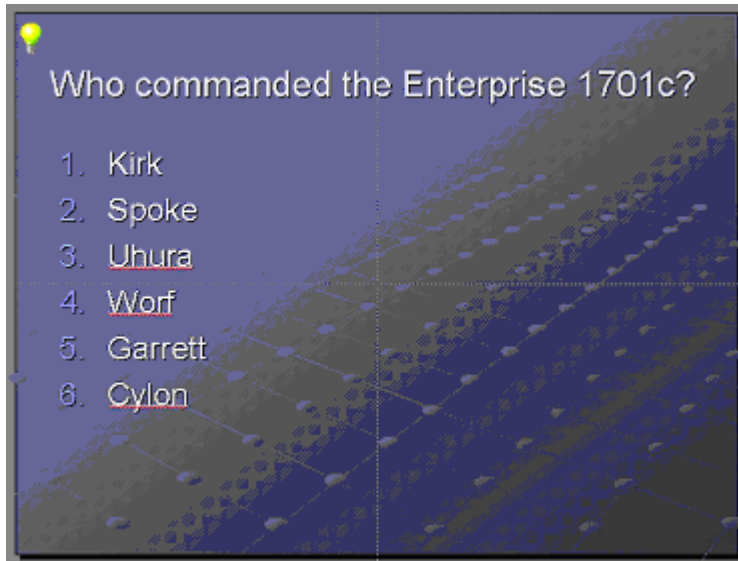 Who commanded the Enterprise 1701c?
1. Kirk
2. Spoke
3. Uhura
4. Worf
5. Garrett
6. Cylon